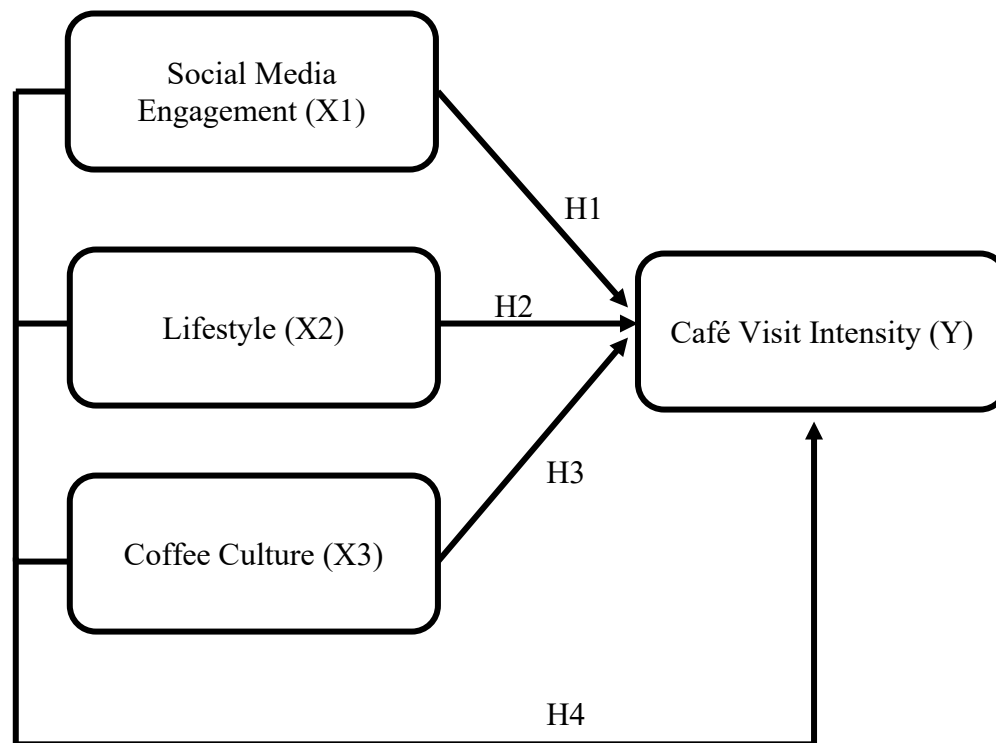 Social Media
Engagement (X1)
H1
Lifestyle (X2)
H2
Café Visit Intensity (Y)
H3
Coffee Culture (X3)
H4